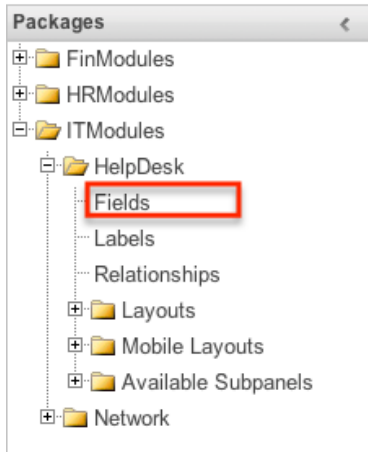 Packages
FinModules
HRModules
ITModules
HelpDesk
Fields
Labels
Relationships
Layouts
Mobile Layouts
Available Subpanels
Network